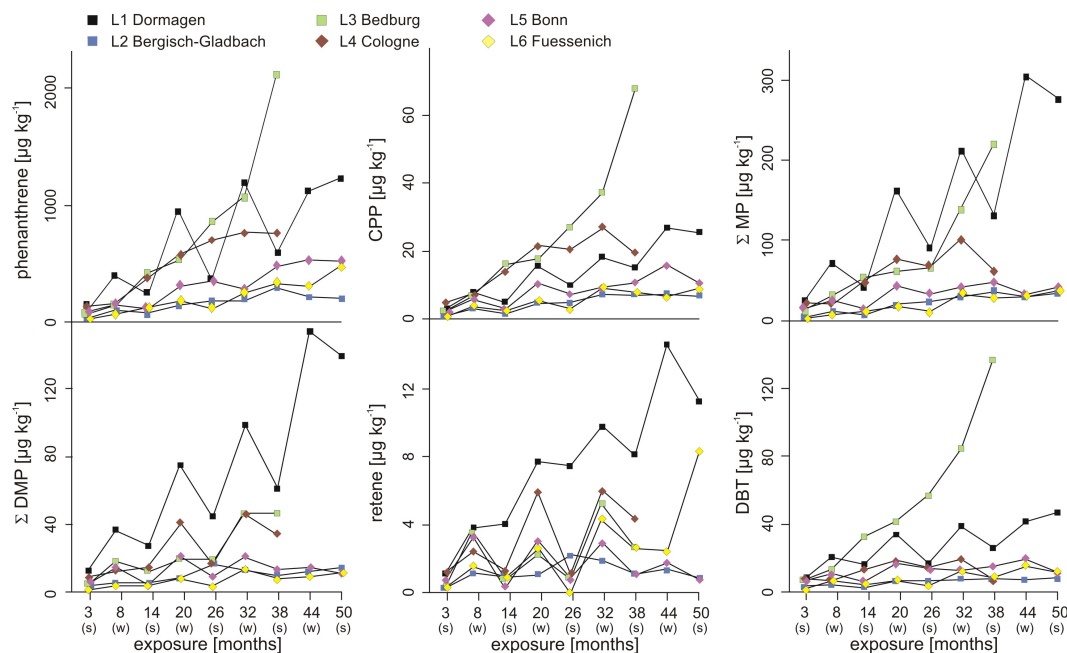 L1 Dormagen
L3 Bedburg
L5 Bonn
L2 Bergisch-Gladbach
L4 Cologne
L6 Fuessenich
phenanthrene [µg kg⁻¹]
2000
1000
0
CPP [µg kg⁻¹]
60
40
20
0
Σ MP [µg kg⁻¹]
300
200
100
0
Σ DMP [µg kg⁻¹]
120
80
40
0
retene [µg kg⁻¹]
12
8
4
0
DBT [µg kg⁻¹]
120
80
40
0
3 8 14 20 26 32 38 44 50
(s) (w) (s) (w) (s) (w) (s) (w) (s)
exposure [months]
3 8 14 20 26 32 38 44 50
(s) (w) (s) (w) (s) (w) (s) (w) (s)
exposure [months]
3 8 14 20 26 32 38 44 50
(s) (w) (s) (w) (s) (w) (s) (w) (s)
exposure [months]